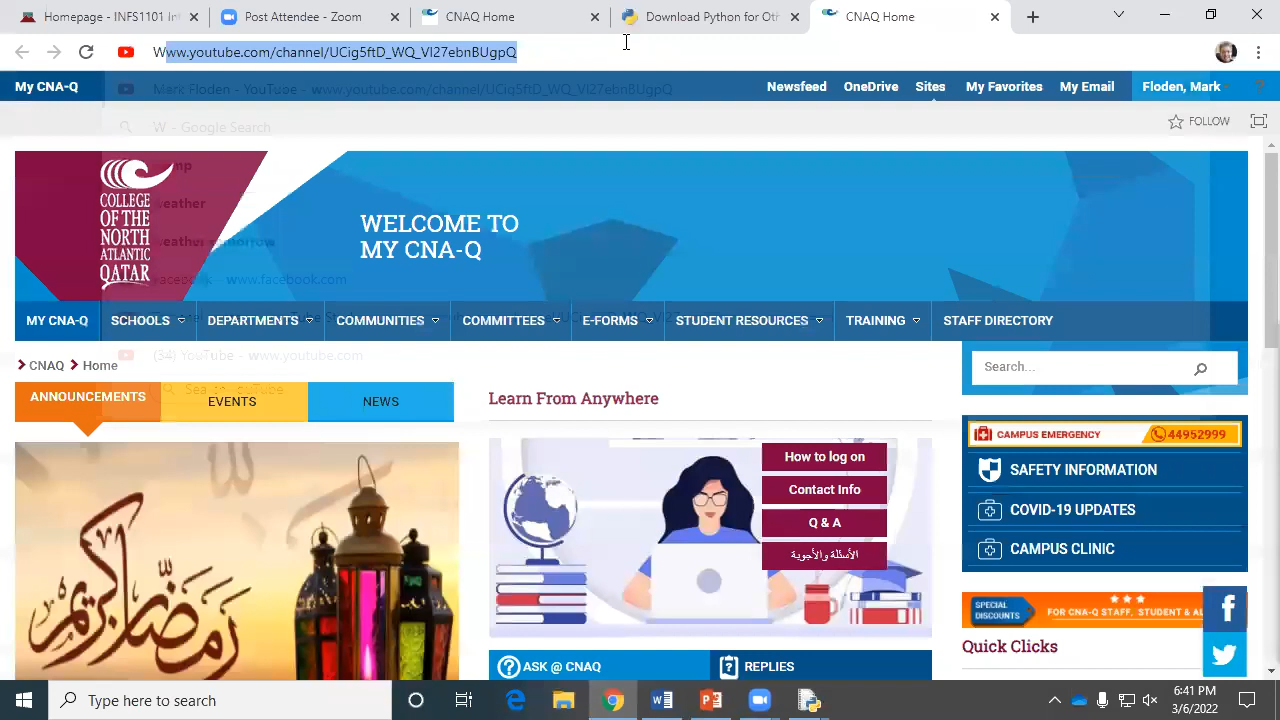 Homepage - INFS1101 In
Post Attendee - Zoom
CNAQ Home
Download Python for Oth
CNAQ Home
Www.youtube.com/channel/UCig5ftD_WQ_Vl27ebnBUgpQ
My CNA-Q
Mark Floden - YouTube - www.youtube.com/channel/UCig5ftD_WQ_Vl27ebnBUgpQ
Newsfeed
OneDrive
Sites
My Favorites
My Email
Floden, Mark
W - Google Search
FOLLOW
COLLEGE
OF THE
NORTH
ATLANTIC
QATAR
weather
weather tomorrow
WELCOME TO
MY CNA-Q
facebook - www.facebook.com
MY CNA-Q
SCHOOLS
DEPARTMENTS
COMMUNITIES
COMMITTEES
E-FORMS
STUDENT RESOURCES
TRAINING
STAFF DIRECTORY
(34) YouTube - www.youtube.com
CNAQ
Home
Search...
Search YouTube
ANNOUNCEMENTS
EVENTS
NEWS
Learn From Anywhere
How to log on
Contact Info
Q & A
الأسئلة والأجوبة
رمضان كريم
CAMPUS EMERGENCY
44952999
SAFETY INFORMATION
COVID-19 UPDATES
CAMPUS CLINIC
SPECIAL
DISCOUNTS
FOR CNA-Q STAFF, STUDENT & AL
Quick Clicks
ASK @ CNAQ
REPLIES
Type here to search
6:41 PM
3/6/2022